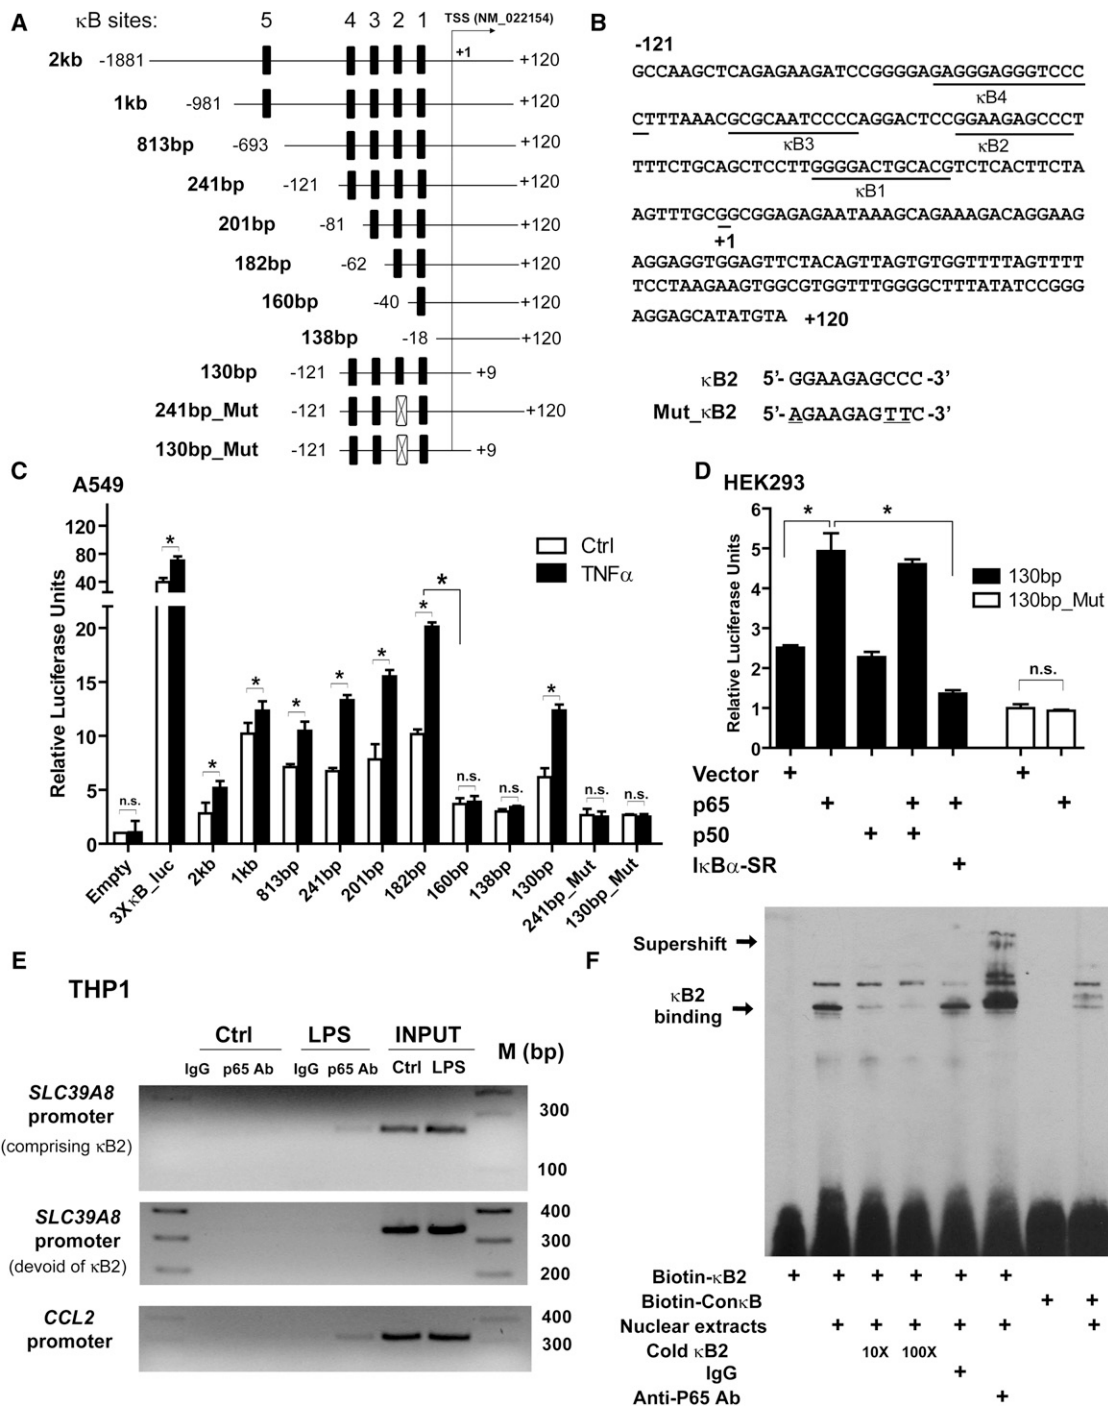 A
κB sites: 5 4 3 2 1
TSS (NM_022154)
+1
2kb -1881 +120
1kb -981 +120
813bp -693 +120
241bp -121 +120
201bp -81 +120
182bp -62 +120
160bp -40 +120
138bp -18 +120
130bp -121 +9
241bp_Mut -121 +120
130bp_Mut -121 +9
B
-121
GCCAAGCTCAGAGAAGATCCGGGGAGAGGGAGGGTCCC
κB4
CTTTAAACGCGCAATCCCCAGGACTCCGGAAGAGCCCT
κB3 κB2
TTTCTGCAGCTCCTTGGGGACTGCACGTCTCACTTCTA
κB1
AGTTTGCGGCGGAGAGAATAAAGCAGAAAGACAGGAAG
+1
AGGAGGTGGAGTTCTACAGTTAGTGTGGTTTTAGTTTT
TCCTAAGAAGTGGCGTGGTTTGGGGCTTTATATCCGGG
AGGAGCATATGTA +120
κB2 5'- GGAAGAGCCC -3'
Mut_κB2 5'- AGAAGAGTTC -3'
C
A549
Relative Luciferase Units
120
80
40
20
15
10
5
0
Ctrl
TNFα
n.s. * * * * * * * * n.s. n.s. * n.s. n.s.
Empty 3XκB_luc 2kb 1kb 813bp 241bp 201bp 182bp 160bp 138bp 130bp 241bp_Mut 130bp_Mut
D
HEK293
Relative Luciferase Units
6
5
4
3
2
1
0
* *
n.s.
130bp
130bp_Mut
Vector + +
p65 + + + +
p50 + +
IκBα-SR +
E
THP1
Ctrl LPS INPUT
M (bp)
IgG p65 Ab IgG p65 Ab Ctrl LPS
SLC39A8
promoter
(comprising κB2)
300
100
SLC39A8
promoter
(devoid of κB2)
400
300
200
CCL2
promoter
400
300
F
Supershift
κB2
binding
Biotin-κB2 + + + + + +
Biotin-ConκB + +
Nuclear extracts + + + + + +
Cold κB2 10X 100X
IgG +
Anti-P65 Ab +